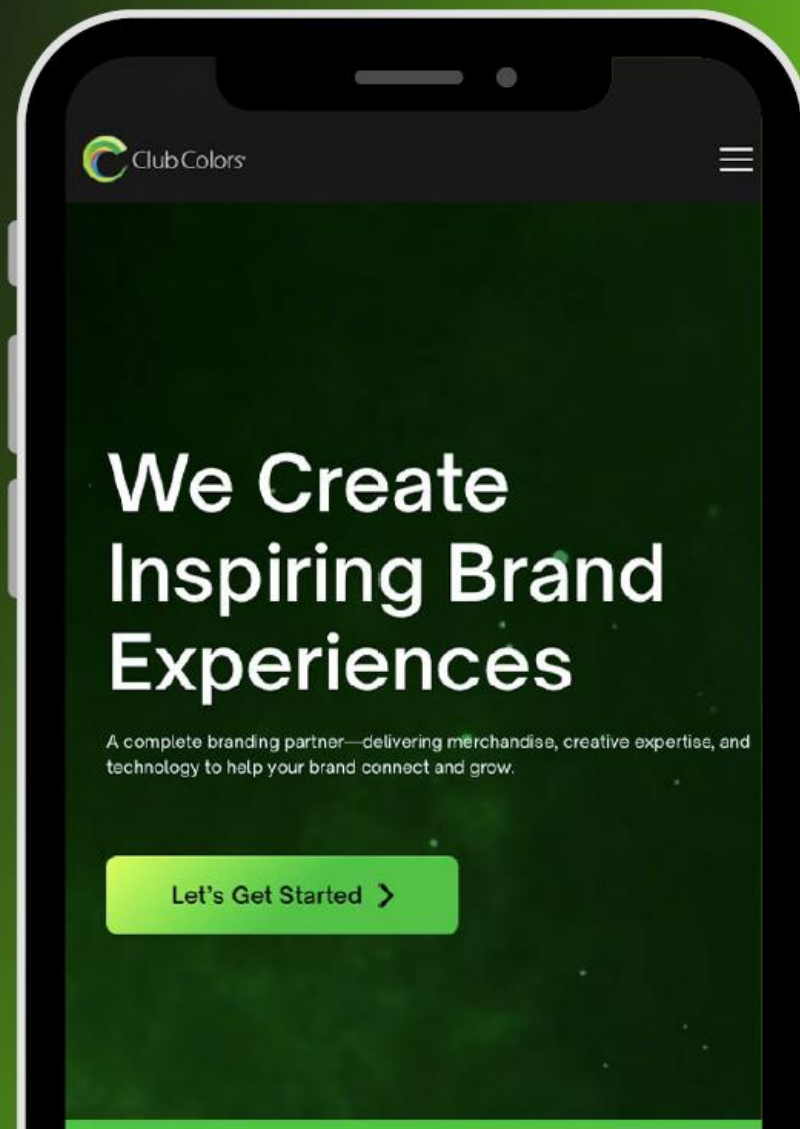 Club Colors
We Create
Inspiring Brand
Experiences
A complete branding partner—delivering merchandise, creative expertise, and
technology to help your brand connect and grow.
Let's Get Started